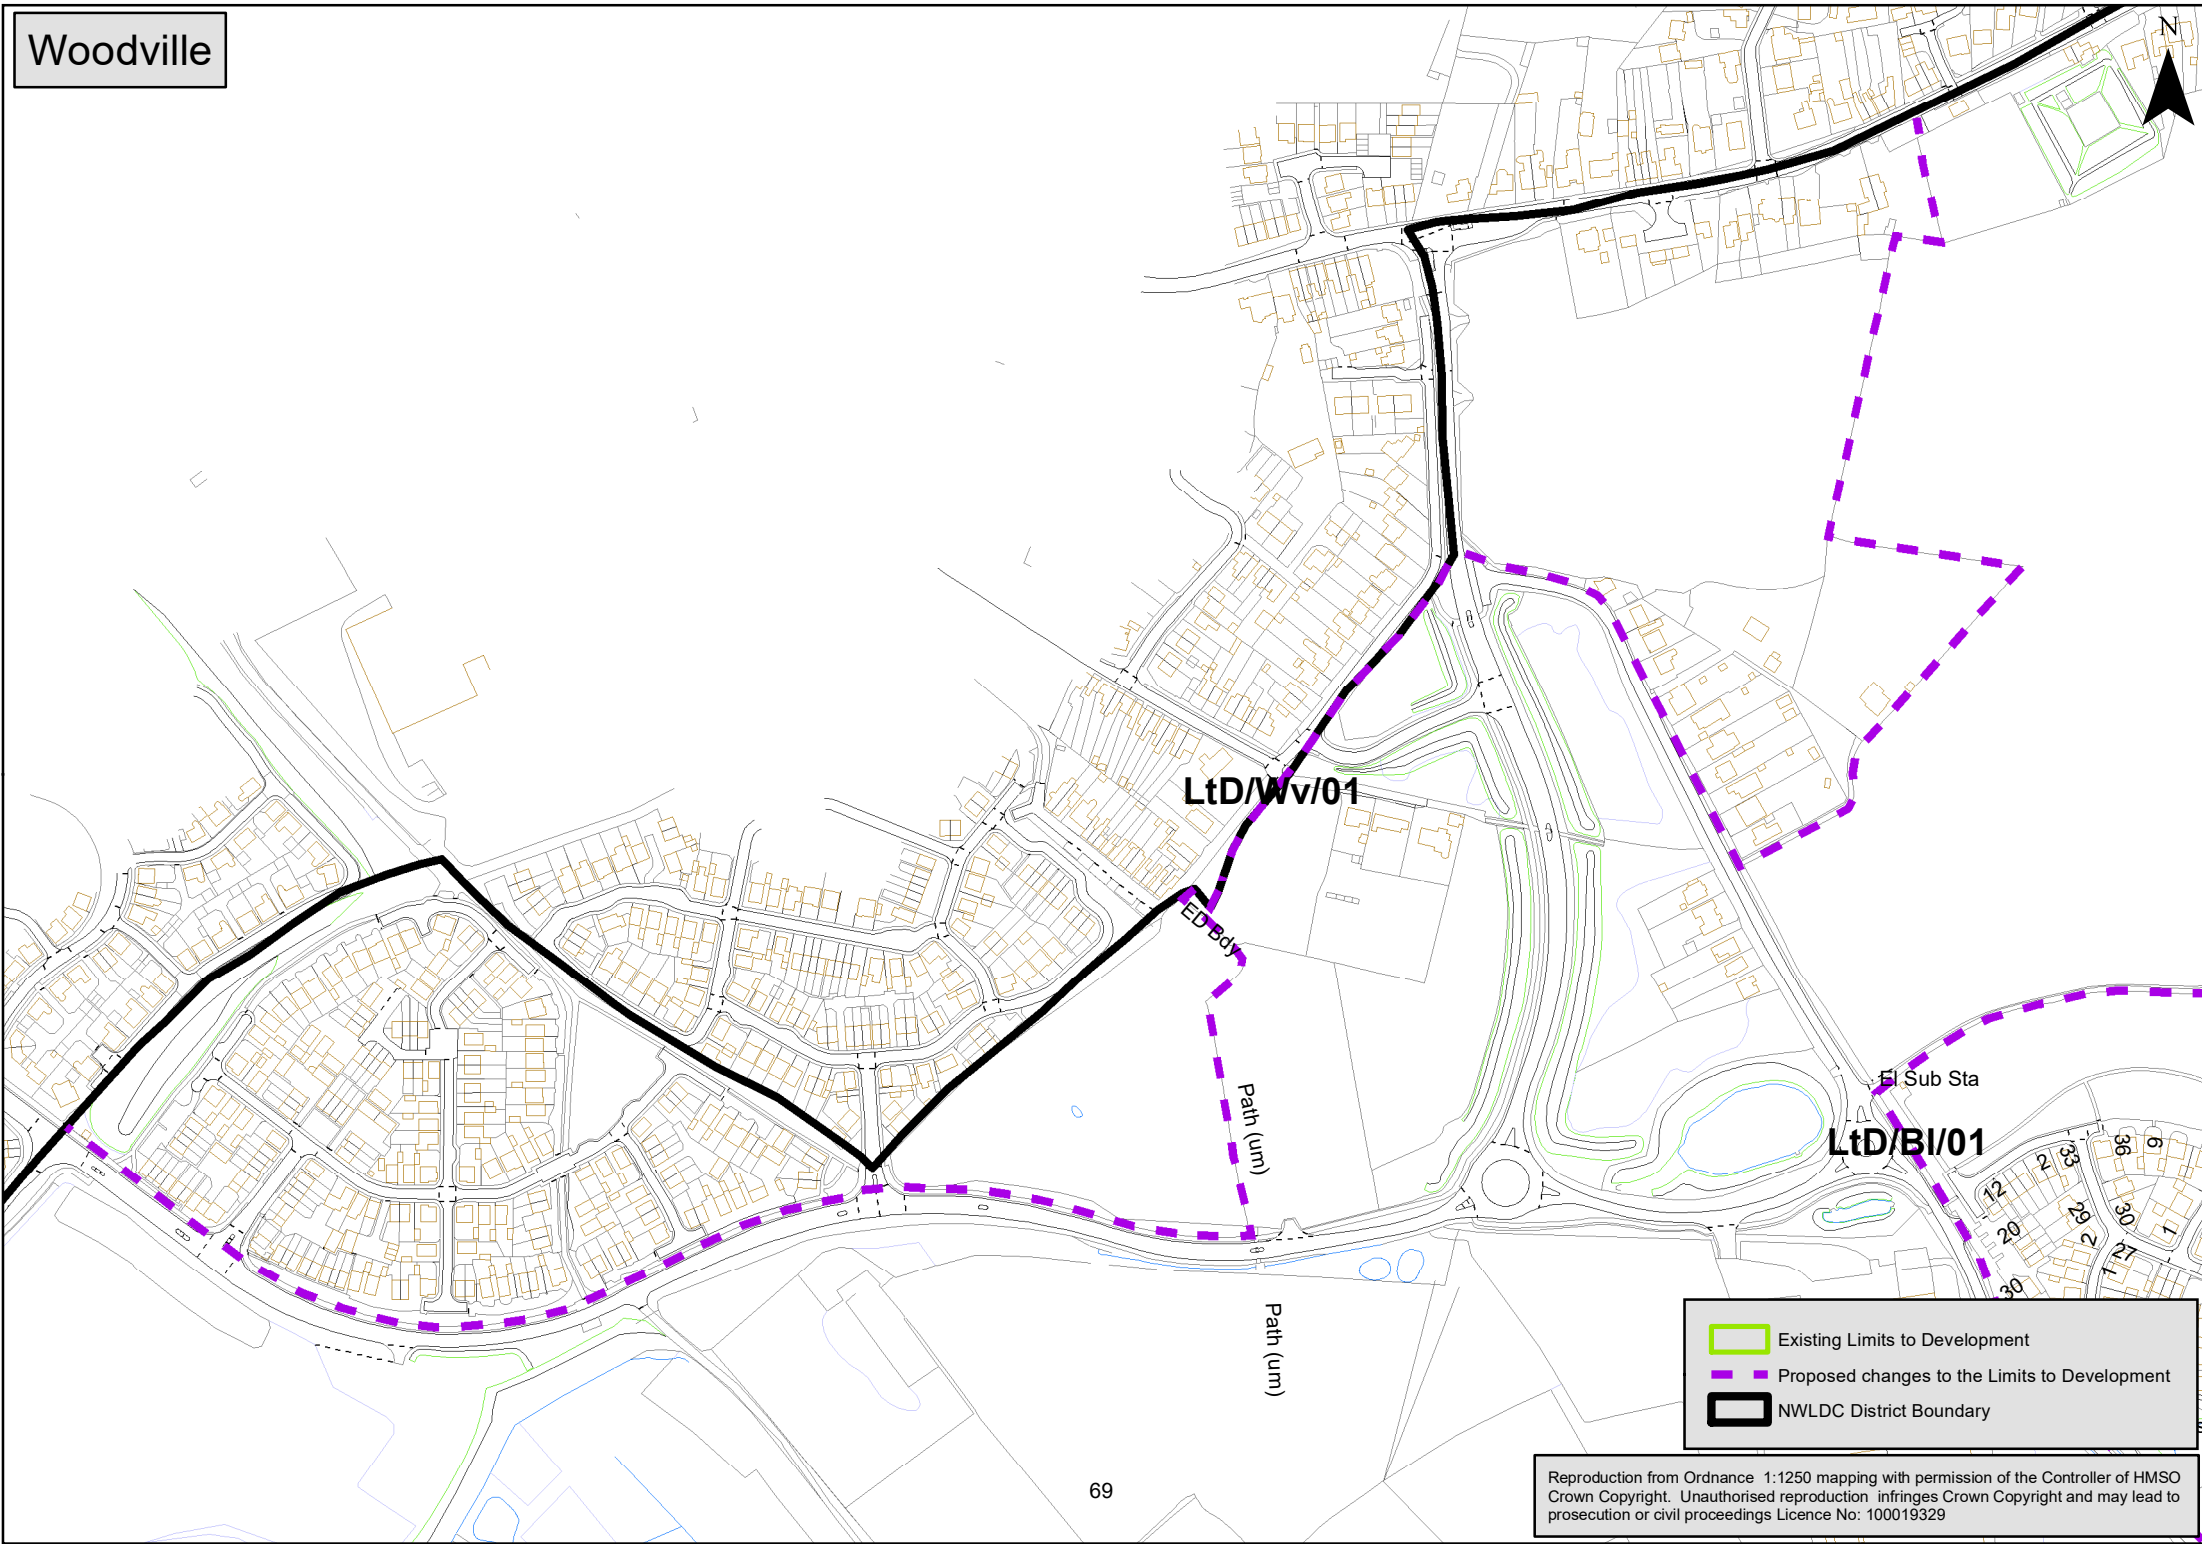 Woodville
N
LtD/Wv/01
ED Bdy
Path (um)
El Sub Sta
LtD/Bl/01
36
6
33
2
12
29
30
1
20
2
27
1
30
Path (um)
Existing Limits to Development
Proposed changes to the Limits to Development
NWLDC District Boundary
69
Reproduction from Ordnance 1:1250 mapping with permission of the Controller of HMSO
Crown Copyright. Unauthorised reproduction infringes Crown Copyright and may lead to
prosecution or civil proceedings Licence No: 100019329